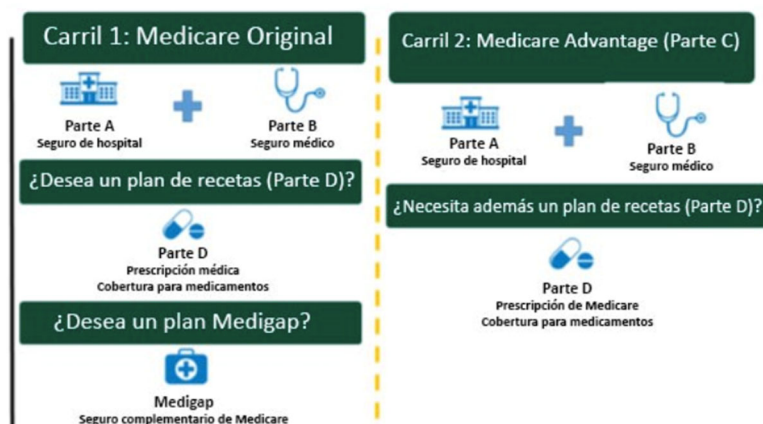 Carril 1: Medicare Original
Parte A
Seguro de hospital
Parte B
Seguro médico
¿Desea un plan de recetas (Parte D)?
Parte D
Prescripción médica
Cobertura para medicamentos
¿Desea un plan Medigap?
Medigap
Seguro complementario de Medicare
Carril 2: Medicare Advantage (Parte C)
Parte A
Seguro de hospital
Parte B
Seguro médico
¿Necesita además un plan de recetas (Parte D)?
Parte D
Prescripción de Medicare
Cobertura para medicamentos